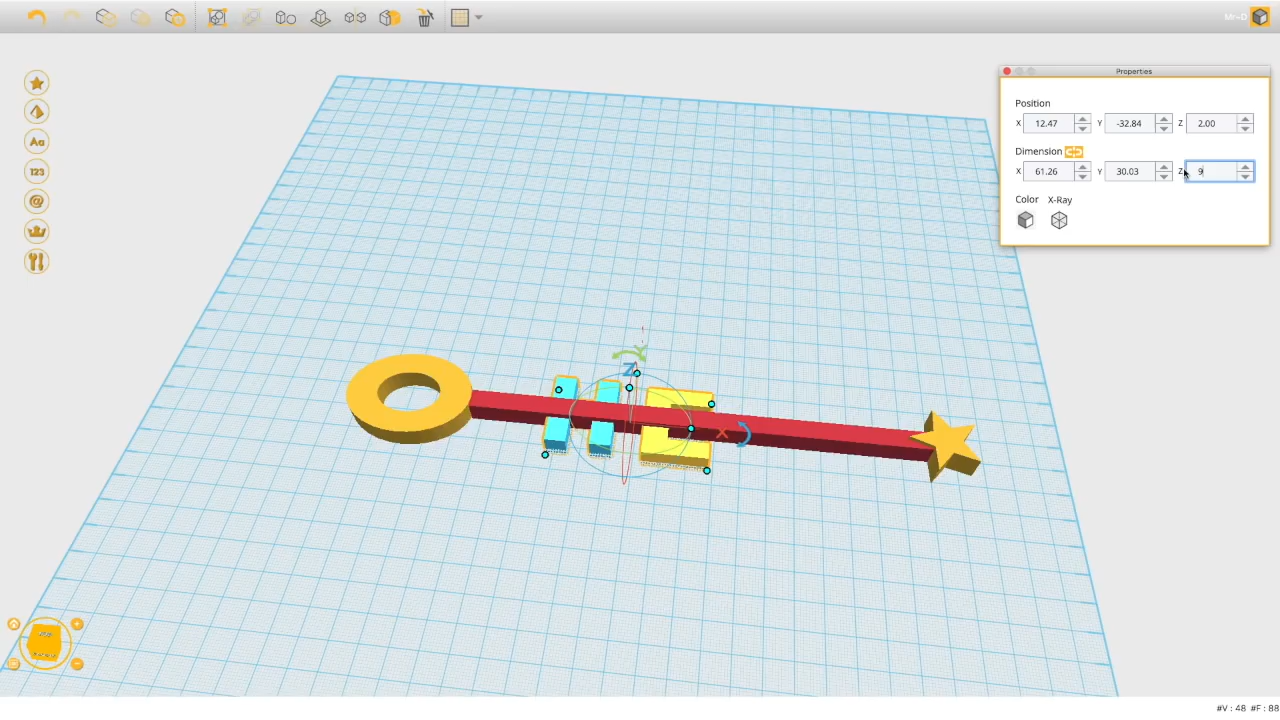 Mr-D
Properties
Position
X 12.47 Y -32.84 Z 2.00
Dimension
X 61.26 Y 30.03 Z 9
Color X-Ray
Aa
123
@
Y
Z
X
#V : 48 #F : 88